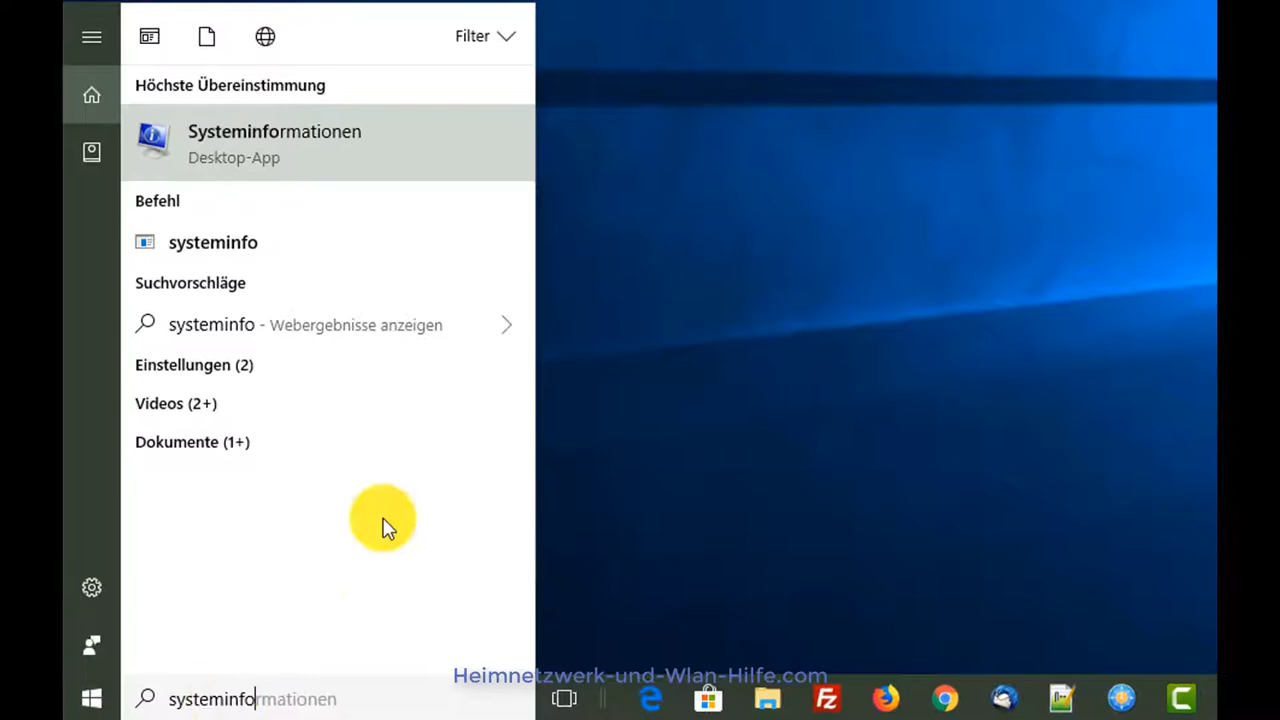 Filter
Höchste Übereinstimmung
Systeminformationen
Desktop-App
Befehl
systeminfo
Suchvorschläge
systeminfo - Webergebnisse anzeigen
Einstellungen (2)
Videos (2+)
Dokumente (1+)
Heimnetzwerk-und-Wlan-Hilfe.com
systeminformationen
Fz